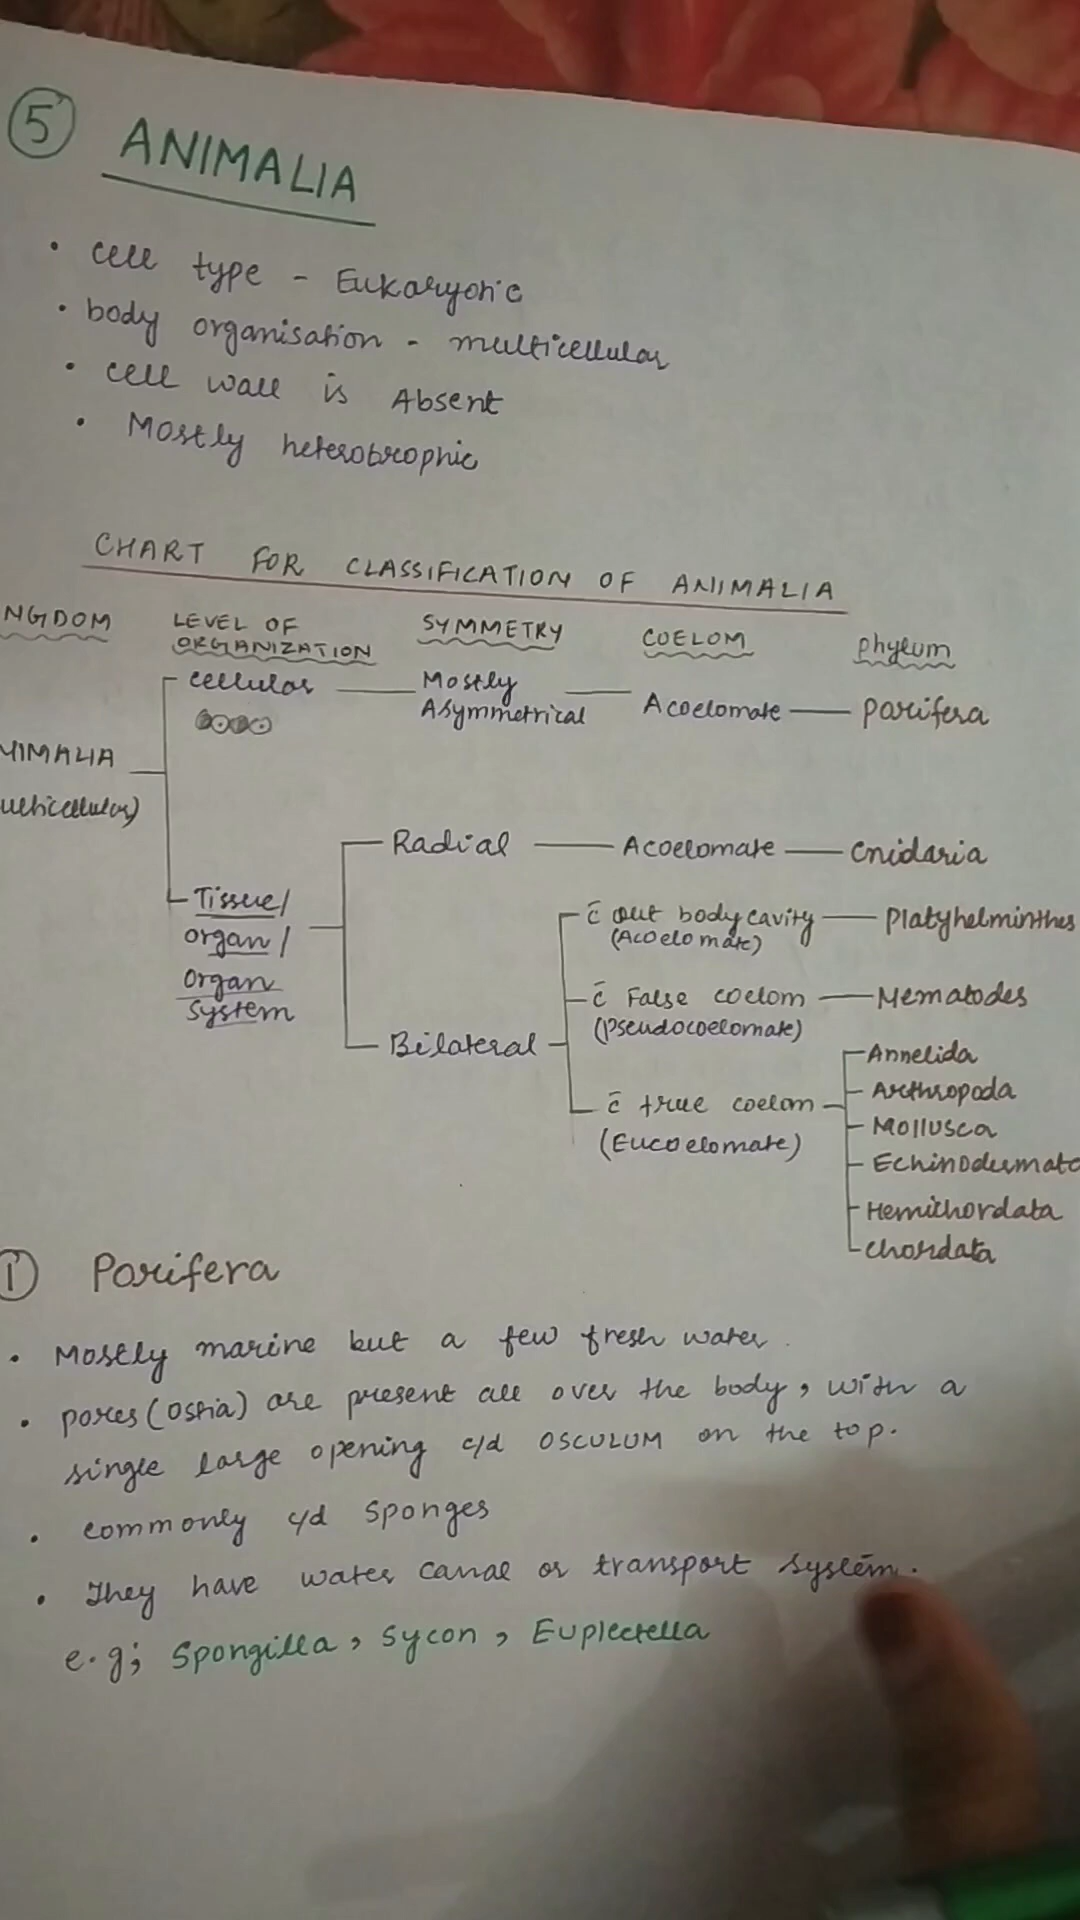 5 ANIMALIA
• cell type - Eukaryotic
• body organisation - multicellular
• cell wall is Absent
• Mostly heterotrophic
CHART FOR CLASSIFICATION OF ANIMALIA
NGDOM LEVEL OF ORGANIZATION SYMMETRY COELOM Phylum
cellular Mostly Asymmetrical Acoelomate Porifera
NIMALIA
ulticellular)
Radial Acoelomate Cnidaria
Tissue/
organ/
organ
system
c̄ out body cavity Platyhelminthes
(Acoelomate)
c̄ False coelom Nematodes
(Pseudocoelomate)
Bilateral
Annelida
Arthropoda
c̄ true coelom
(Eucoelomate)
Mollusca
Echinodermata
Hemichordata
Chordata
1 Porifera
• Mostly marine but a few fresh water.
• pores (ostia) are present all over the body, with a
single large opening c/d OSCULUM on the top.
• commonly c/d sponges
• They have water canal or transport system.
e.g; Spongilla, Sycon, Euplectella